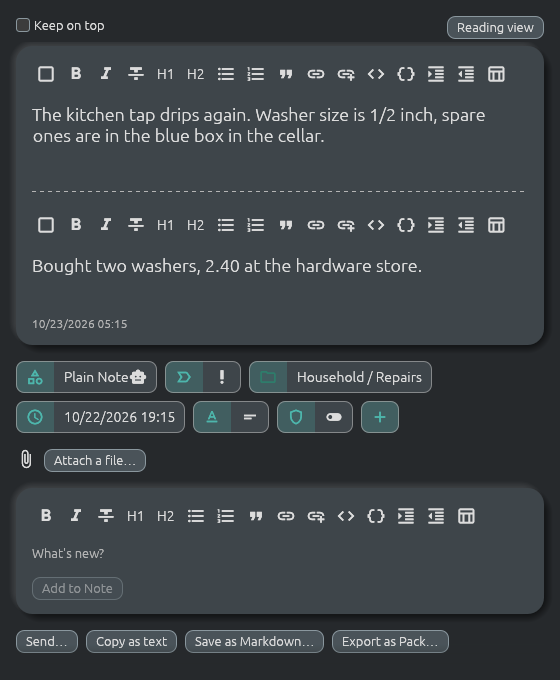 Keep on top
Reading view
B I S H1 H2
The kitchen tap drips again. Washer size is 1/2 inch, spare
ones are in the blue box in the cellar.
B I S H1 H2
Bought two washers, 2.40 at the hardware store.
10/23/2026 05:15
Plain Note ! Household / Repairs
10/22/2026 19:15 A +
Attach a file…
B I S H1 H2
What's new?
Add to Note
Send… Copy as text Save as Markdown… Export as Pack…